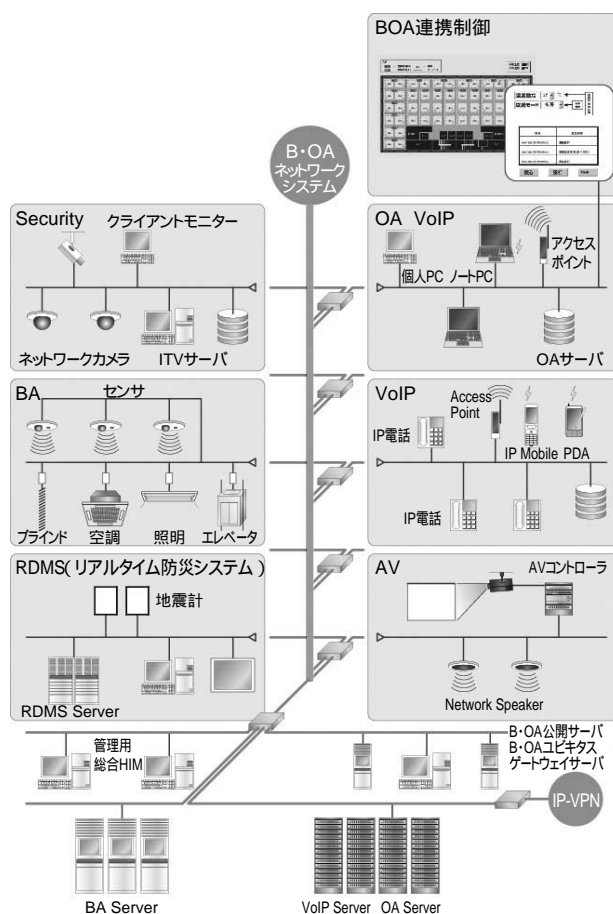 BOA連携制御
B・OA
ネットワーク
システム
Security
クライアントモニター
ネットワークカメラ
ITVサーバ
OA VoIP
アクセス
ポイント
個人PC
ノートPC
OAサーバ
BA
センサ
ブラインド
空調
照明
エレベータ
VoIP
Access
Point
IP電話
IP Mobile
PDA
IP電話
RDMS(リアルタイム防災システム)
地震計
RDMS Server
AV
AVコントローラ
Network Speaker
管理用
総合HIM
B・OA公開サーバ
B・OAユビキタス
ゲートウェイサーバ
IP-VPN
BA Server
VoIP Server
OA Server